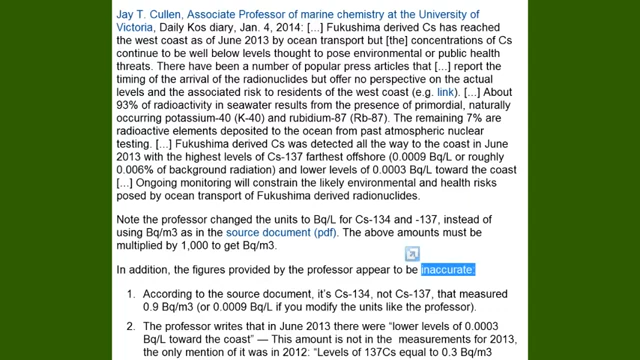 Jay T. Cullen, Associate Professor of marine chemistry at the University of
Victoria, Daily Kos diary, Jan. 4, 2014: [...] Fukushima derived Cs has reached
the west coast as of June 2013 by ocean transport but [the] concentrations of Cs
continue to be well below levels thought to pose environmental or public health
threats. There have been a number of popular press articles that [...] report the
timing of the arrival of the radionuclides but offer no perspective on the actual
levels and the associated risk to residents of the west coast (e.g. link). [...] About
93% of radioactivity in seawater results from the presence of primordial, naturally
occurring potassium-40 (K-40) and rubidium-87 (Rb-87). The remaining 7% are
radioactive elements deposited to the ocean from past atmospheric nuclear
testing. [...] Fukushima derived Cs was detected all the way to the coast in June
2013 with the highest levels of Cs-137 farthest offshore (0.0009 Bq/L or roughly
0.006% of background radiation) and lower levels of 0.0003 Bq/L toward the coast
[...] Ongoing monitoring will constrain the likely environmental and health risks
posed by ocean transport of Fukushima derived radionuclides.
Note the professor changed the units to Bq/L for Cs-134 and -137, instead of
using Bq/m3 as in the source document (pdf). The above amounts must be
multiplied by 1,000 to get Bq/m3.
In addition, the figures provided by the professor appear to be inaccurate:
1. According to the source document, it's Cs-134, not Cs-137, that measured
0.9 Bq/m3 (or 0.0009 Bq/L if you modify the units like the professor).
2. The professor writes that in June 2013 there were “lower levels of 0.0003
Bq/L toward the coast” — This amount is not in the measurements for 2013,
the only mention of it was in 2012: “Levels of 137Cs equal to 0.3 Bq/m3